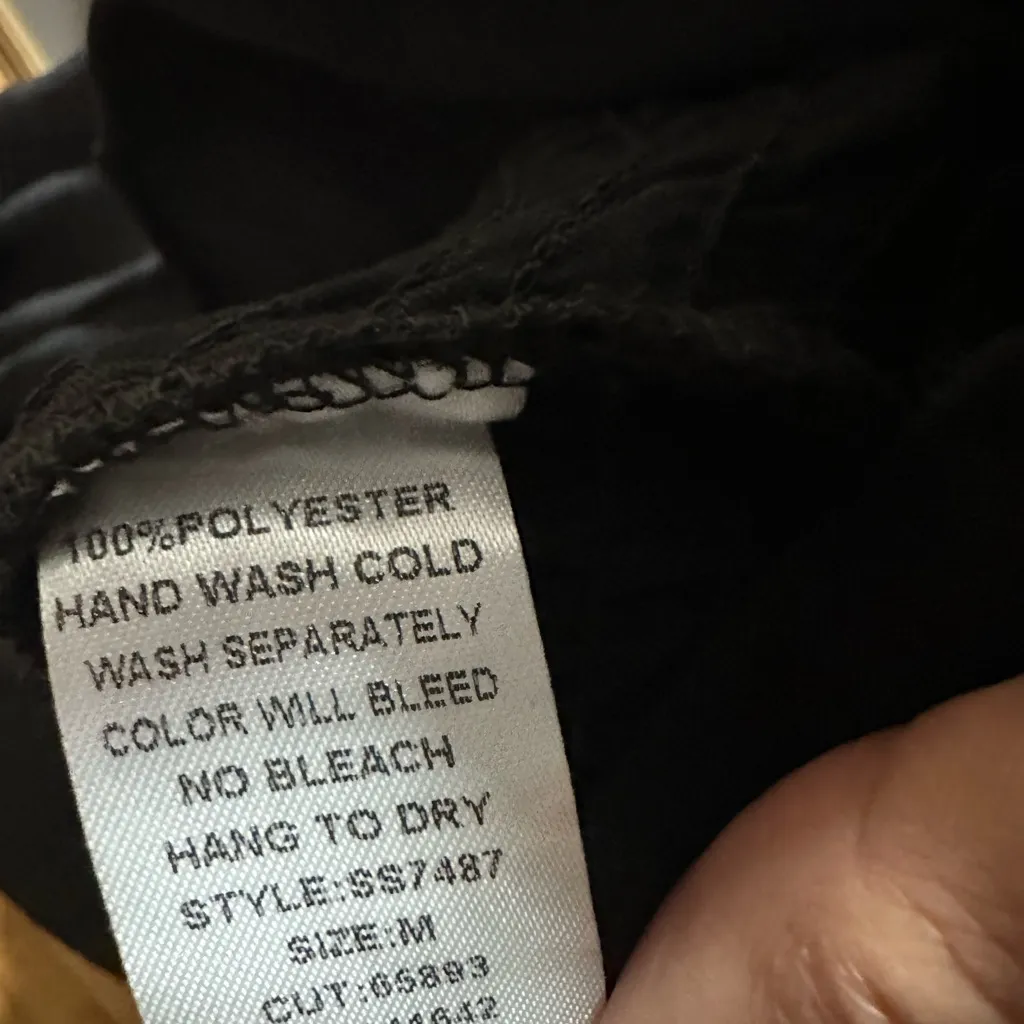 100%POLYESTER
HAND WASH COLD
WASH SEPARATELY
COLOR WILL BLEED
NO BLEACH
HANG TO DRY
STYLE:SS7487
SIZE:M
CUT:65893